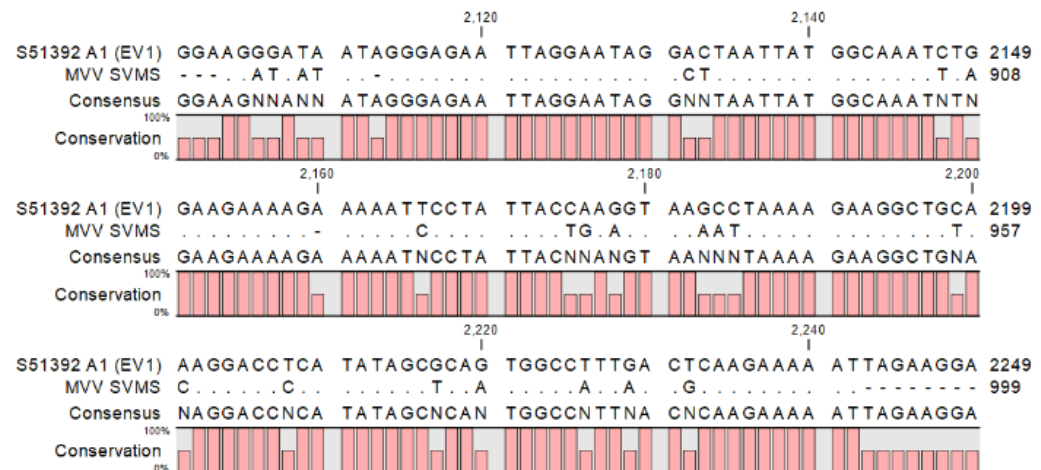 2,120 2,140
S51392 A1 (EV1) GGAAGGGATA ATAGGGAGAA TTAGGAATAG GACTAATTAT GGCAAATCTG 2149
MVV SVMS ---..AT.AT ..-....... .......... .CT....... .......T.A 908
Consensus GGAAGNNANN ATAGGGAGAA TTAGGAATAG GNNTAATTAT GGCAAATNTN
100%
Conservation
0%
2,160 2,180 2,200
S51392 A1 (EV1) GAAGAAAAGA AAAATTCCTA TTACCAAGGT AAGCCTAAAA GAAGGCTGCA 2199
MVV SVMS .........- .....C.... ....TG.A.. ..AAT..... ........T. 957
Consensus GAAGAAAAGA AAAATNCCTA TTACNNANGT AANNNTAAAA GAAGGCTGNA
100%
Conservation
0%
2,220 2,240
S51392 A1 (EV1) AAGGACCTCA TATAGCGCAG TGGCCTTTGA CTCAAGAAAA ATTAGAAGGA 2249
MVV SVMS C......C.. ......T..A .....A..A. .G........ ..-------- 999
Consensus NAGGACCNCA TATAGCNCAN TGGCCNTTNA CNCAAGAAAA ATTAGAAGGA
100%
Conservation
0%